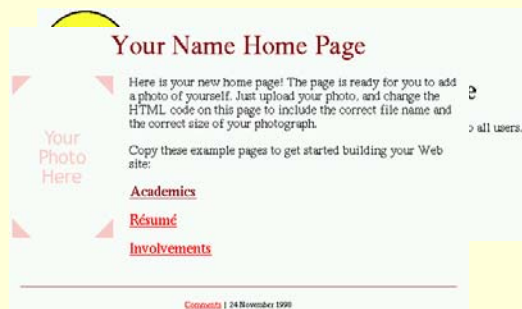 Your Name Home Page
Here is your new home page! The page is ready for you to add
a photo of yourself. Just upload your photo, and change the
HTML code on this page to include the correct file name and
the correct size of your photograph.
Your
Photo
Here
Copy these example pages to get started building your Web
site:
Academics
Résumé
Involvements
Comments | 24 November 1998
all users.